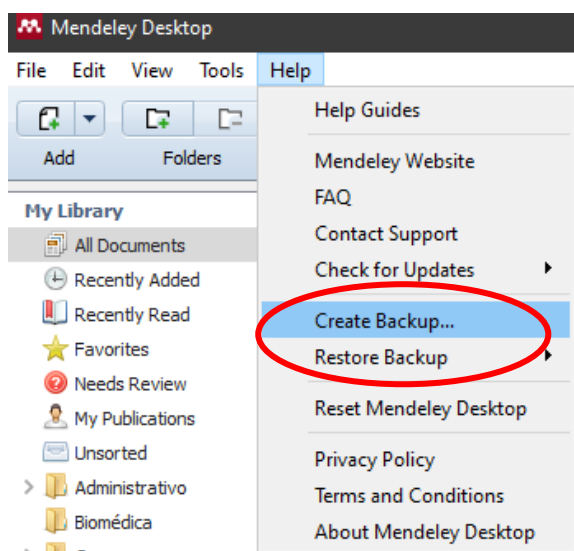 Mendeley Desktop
File Edit View Tools Help
Add Folders
My Library
All Documents
Recently Added
Recently Read
Favorites
Needs Review
My Publications
Unsorted
Administrativo
Biomédica
Help Guides
Mendeley Website
FAQ
Contact Support
Check for Updates
Create Backup...
Restore Backup
Reset Mendeley Desktop
Privacy Policy
Terms and Conditions
About Mendeley Desktop